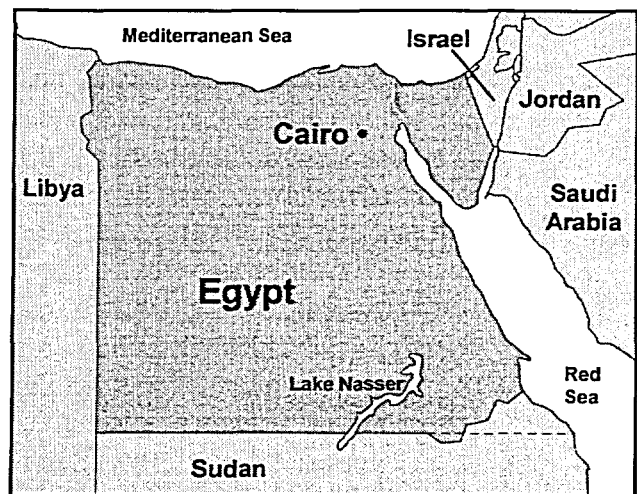 Mediterranean Sea
Israel
Jordan
Cairo
Libya
Saudi
Arabia
Egypt
Lake Nasser
Red
Sea
Sudan